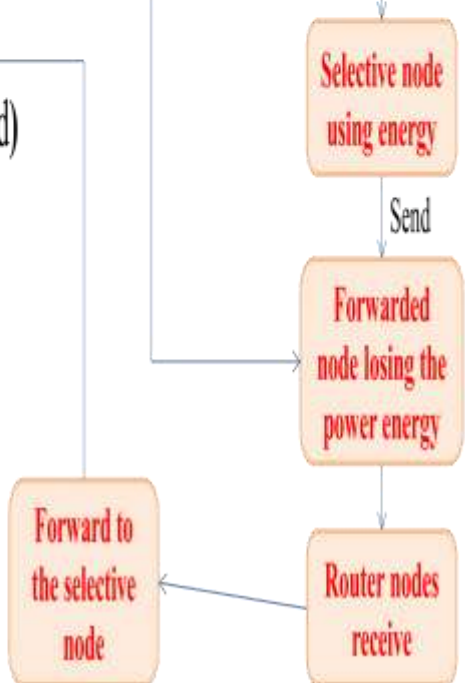 Selective node
using energy
d)
Send
Forwarded
node losing the
power energy
Forward to
the selective
node
Router nodes
receive